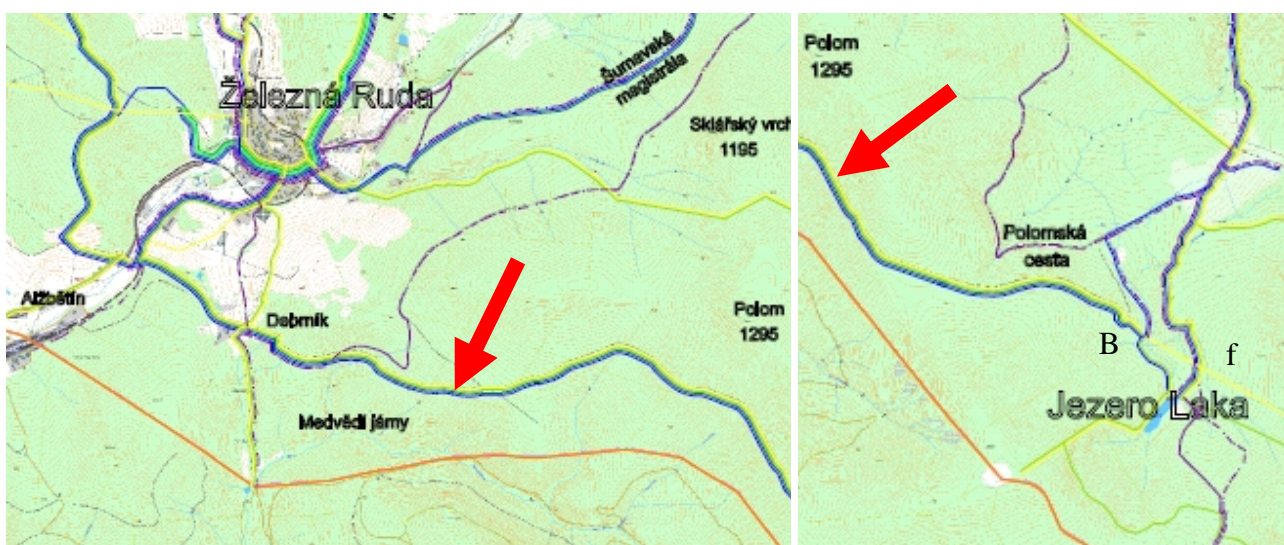 Železná Ruda
Šumavská
magistrála
Sklářský vrch
1195
Alžbětín
Debrník
Polom
1295
Medvědí jámy
Polom
1295
Polomská
cesta
B
f
Jezero Laka